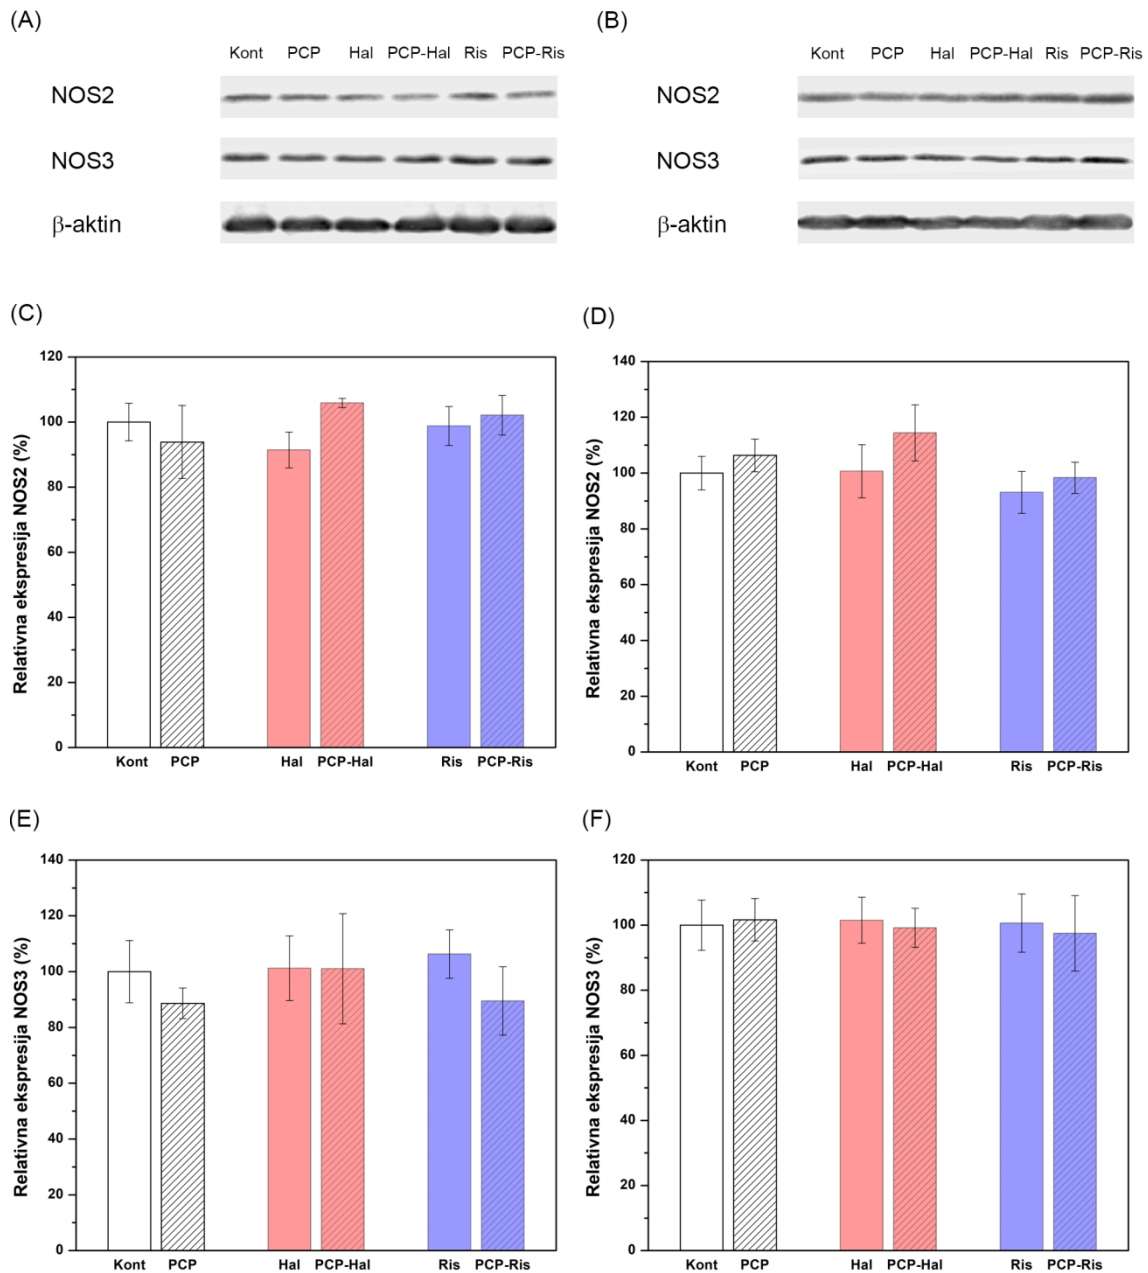 (A)
Kont PCP Hal PCP-Hal Ris PCP-Ris
NOS2
NOS3
β-aktin
(B)
Kont PCP Hal PCP-Hal Ris PCP-Ris
NOS2
NOS3
β-aktin
(C)
Relativna ekspresija NOS2 (%)
120
100
80
60
40
20
0
Kont PCP Hal PCP-Hal Ris PCP-Ris
(D)
Relativna ekspresija NOS2 (%)
140
120
100
80
60
40
20
0
Kont PCP Hal PCP-Hal Ris PCP-Ris
(E)
Relativna ekspresija NOS3 (%)
140
120
100
80
60
40
20
0
Kont PCP Hal PCP-Hal Ris PCP-Ris
(F)
Relativna ekspresija NOS3 (%)
120
100
80
60
40
20
0
Kont PCP Hal PCP-Hal Ris PCP-Ris